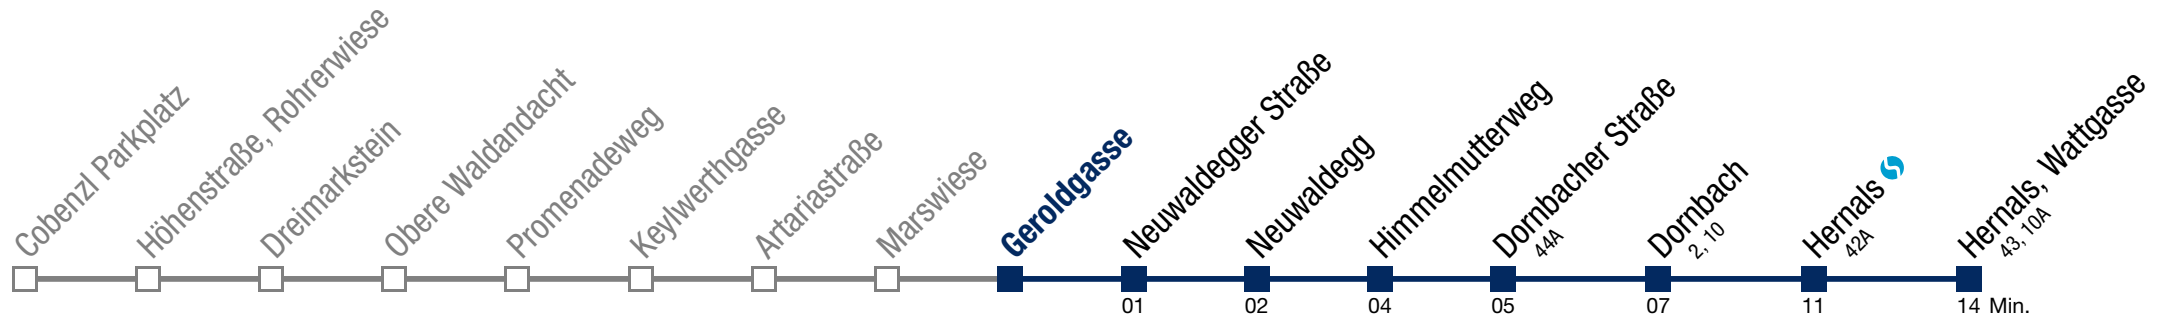 Cobenzl Parkplatz
Höhenstraße, Rohrerwiese
Dreimarkstein
Obere Waldandacht
Promenadeweg
Keylwerthgasse
Artariastraße
Marswiese
Geroldgasse
Neuwaldegger Straße
Neuwaldegg
Himmelmutterweg
Dornbacher Straße
44A
Dornbach
2, 10
Hernals
42A
Hernals, Wattgasse
43, 10A
01 02 04 05 07 11 14 Min.